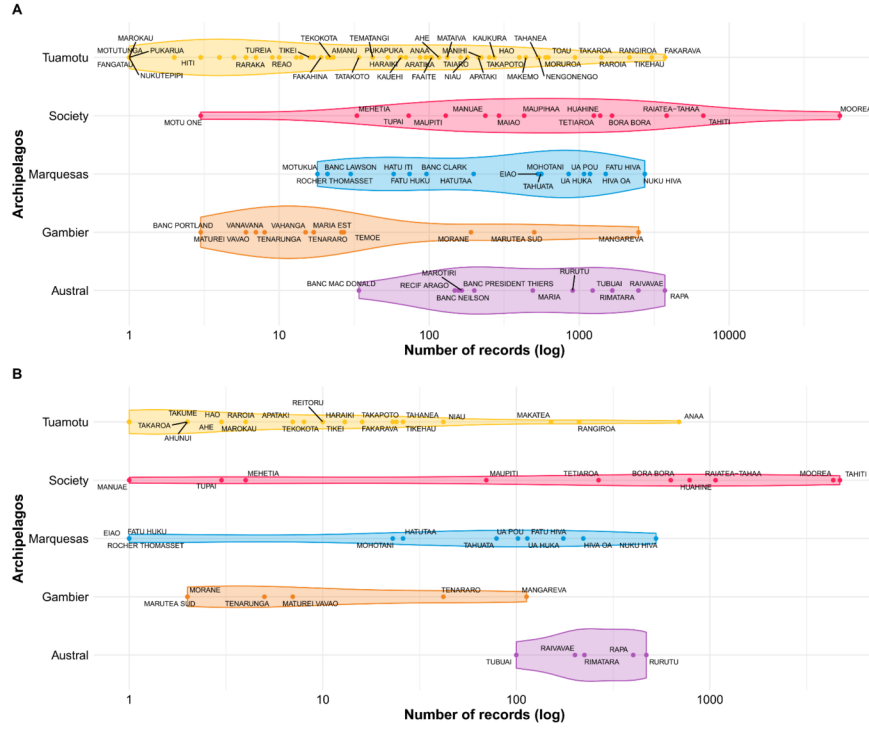 A
MAROKAU TEKOKOTA TEMATANGI AHE MATAIVA KAUKURA TAHANEA
MOTUTUNGA PUKARUA TUREIA TIKEI AMANU PUKAPUKA ANAA MANIHI HAO TOAU TAKAROA RANGIROA FAKARAVA
Tuamotu
FANGATAU HITI RARAKA REAO HARAIKI ARATIKA TAIARO TAKAPOTO MORUROA RAROIA TIKEHAU
NUKUTEPIPI FAKAHINA TATAKOTO KAUEHI FAAITE NIAU APATAKI MAKEMO NENGONENGO
MEHETIA MANUAE MAUPIHAA HUAHINE RAIATEA-TAHAA MOOREA
Society
MOTU ONE TUPAI MAUPITI MAIAO TETIAROA BORA BORA TAHITI
MOTUKUA BANC LAWSON HATU ITI BANC CLARK MOHOTANI UA POU FATU HIVA
Marquesas
EIAO
ROCHER THOMASSET FATU HUKU HATUTAA TAHUATA UA HUKA HIVA OA NUKU HIVA
BANC PORTLAND VANAVANA VAHANGA MARIA EST
Gambier
MATUREI VAVAO TENARUNGA TENARARO TEMOE MORANE MARUTEA SUD MANGAREVA
MAROTIRI RURUTU
BANC MAC DONALD RECIF ARAGO BANC PRESIDENT THIERS TUBUAI RAIVAVAE
Austral
BANC NEILSON MARIA RIMATARA RAPA
Archipelagos
1 10 100 1000 10000
Number of records (log)
B
REITORU
TAKUME HAO RAROIA APATAKI HARAIKI TAKAPOTO TAHANEA NIAU MAKATEA ANAA
Tuamotu
TAKAROA AHE MAROKAU TEKOKOTA TIKEI FAKARAVA TIKEHAU RANGIROA
AHUNUI
MEHETIA MAUPITI TETIAROA BORA BORA RAIATEA-TAHAA MOOREA TAHITI
Society
MANUAE TUPAI HUAHINE
EIAO FATU HUKU HATUTAA UA POU FATU HIVA
Marquesas
ROCHER THOMASSET MOHOTANI TAHUATA UA HUKA HIVA OA NUKU HIVA
MORANE TENARARO MANGAREVA
Gambier
MARUTEA SUD TENARUNGA MATUREI VAVAO
RAIVAVAE RAPA
Austral
TUBUAI RIMATARA RURUTU
Archipelagos
1 10 100 1000
Number of records (log)